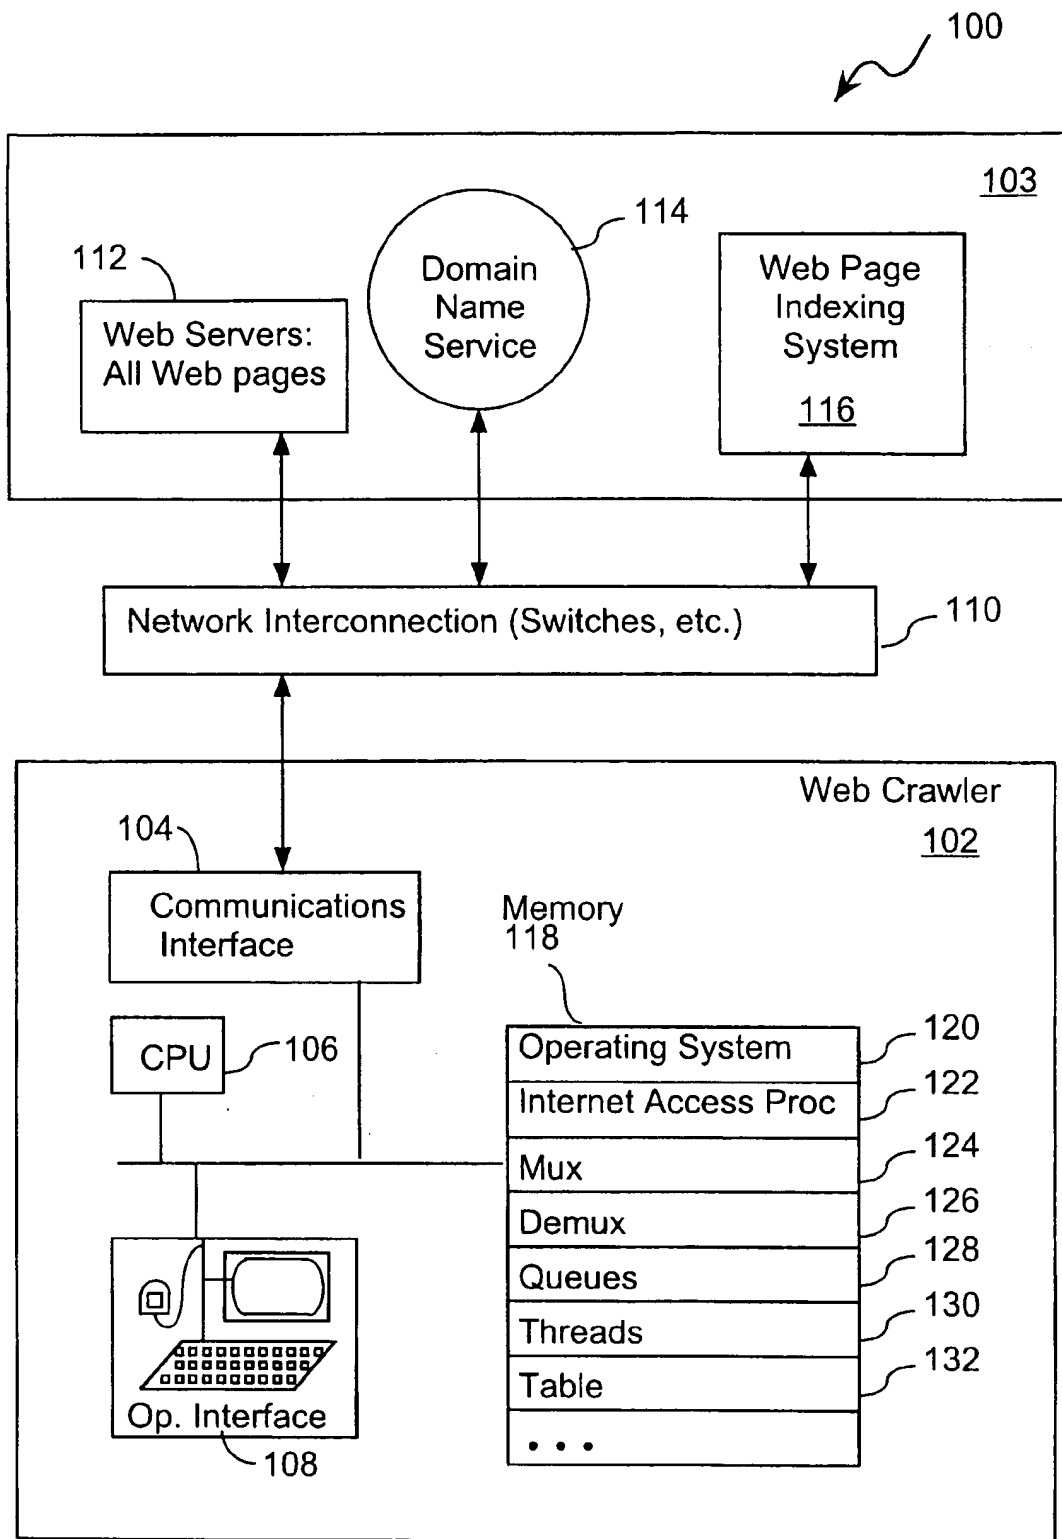 100
103
114
112
Domain
Name
Service
Web Page
Indexing
System
116
Web Servers:
All Web pages
Network Interconnection (Switches, etc.)
110
Web Crawler
102
104
Communications
Interface
Memory
118
CPU
106
Operating System
120
Internet Access Proc
122
Mux
124
Demux
126
Queues
128
Threads
130
Table
132
• • •
Op. Interface
108